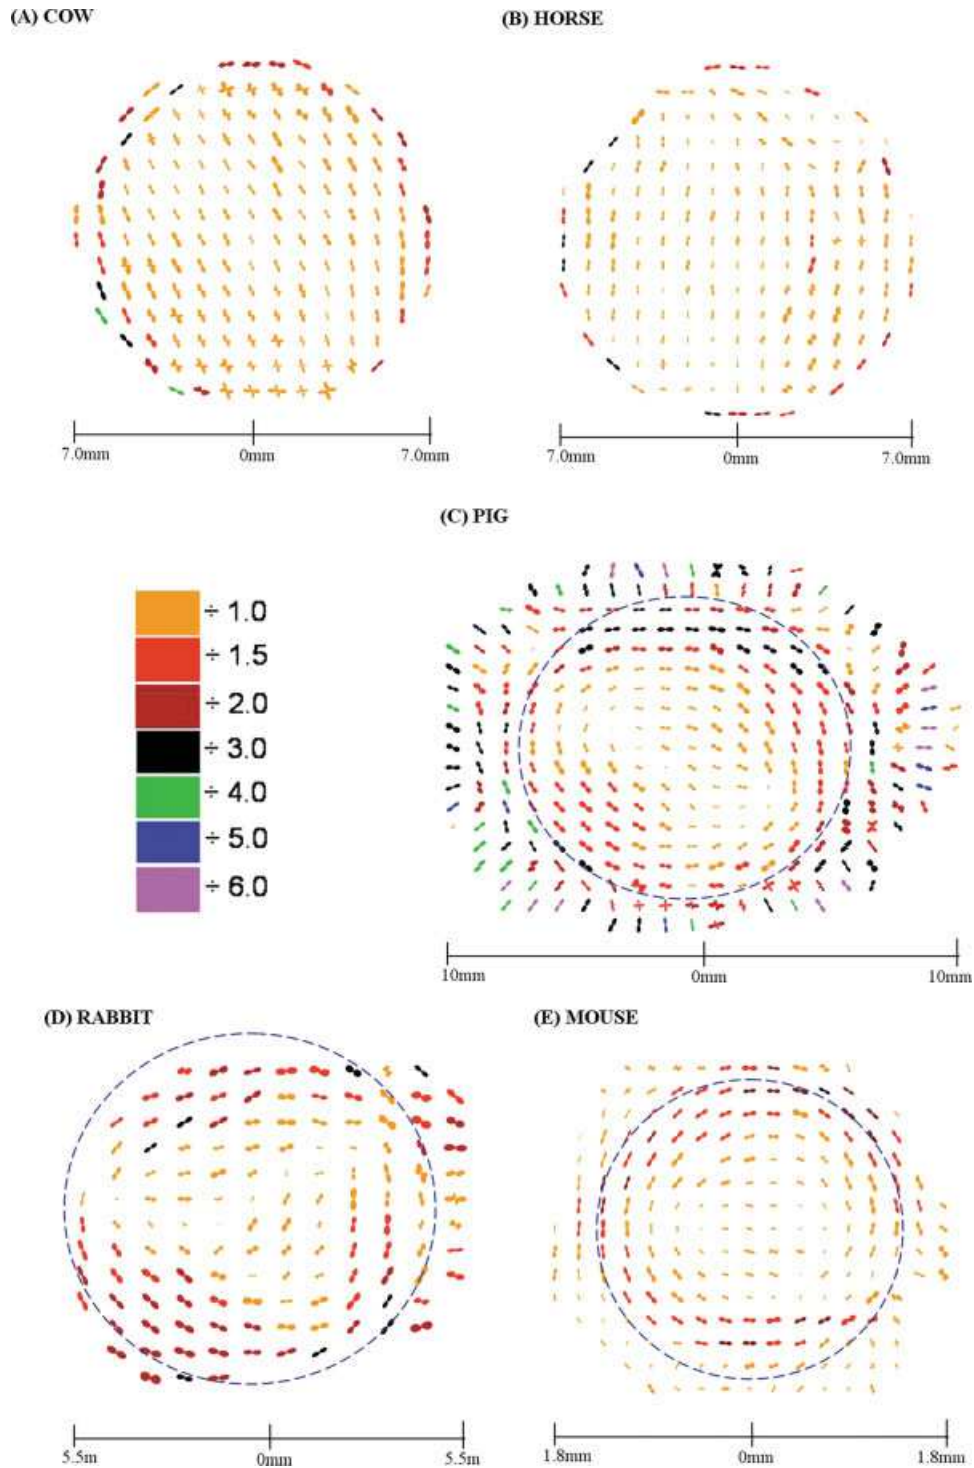 (A) COW
(B) HORSE
7.0mm 0mm 7.0mm
7.0mm 0mm 7.0mm
(C) PIG
÷ 1.0
÷ 1.5
÷ 2.0
÷ 3.0
÷ 4.0
÷ 5.0
÷ 6.0
10mm 0mm 10mm
(D) RABBIT
(E) MOUSE
5.5m 0mm 5.5m
1.8mm 0mm 1.8mm